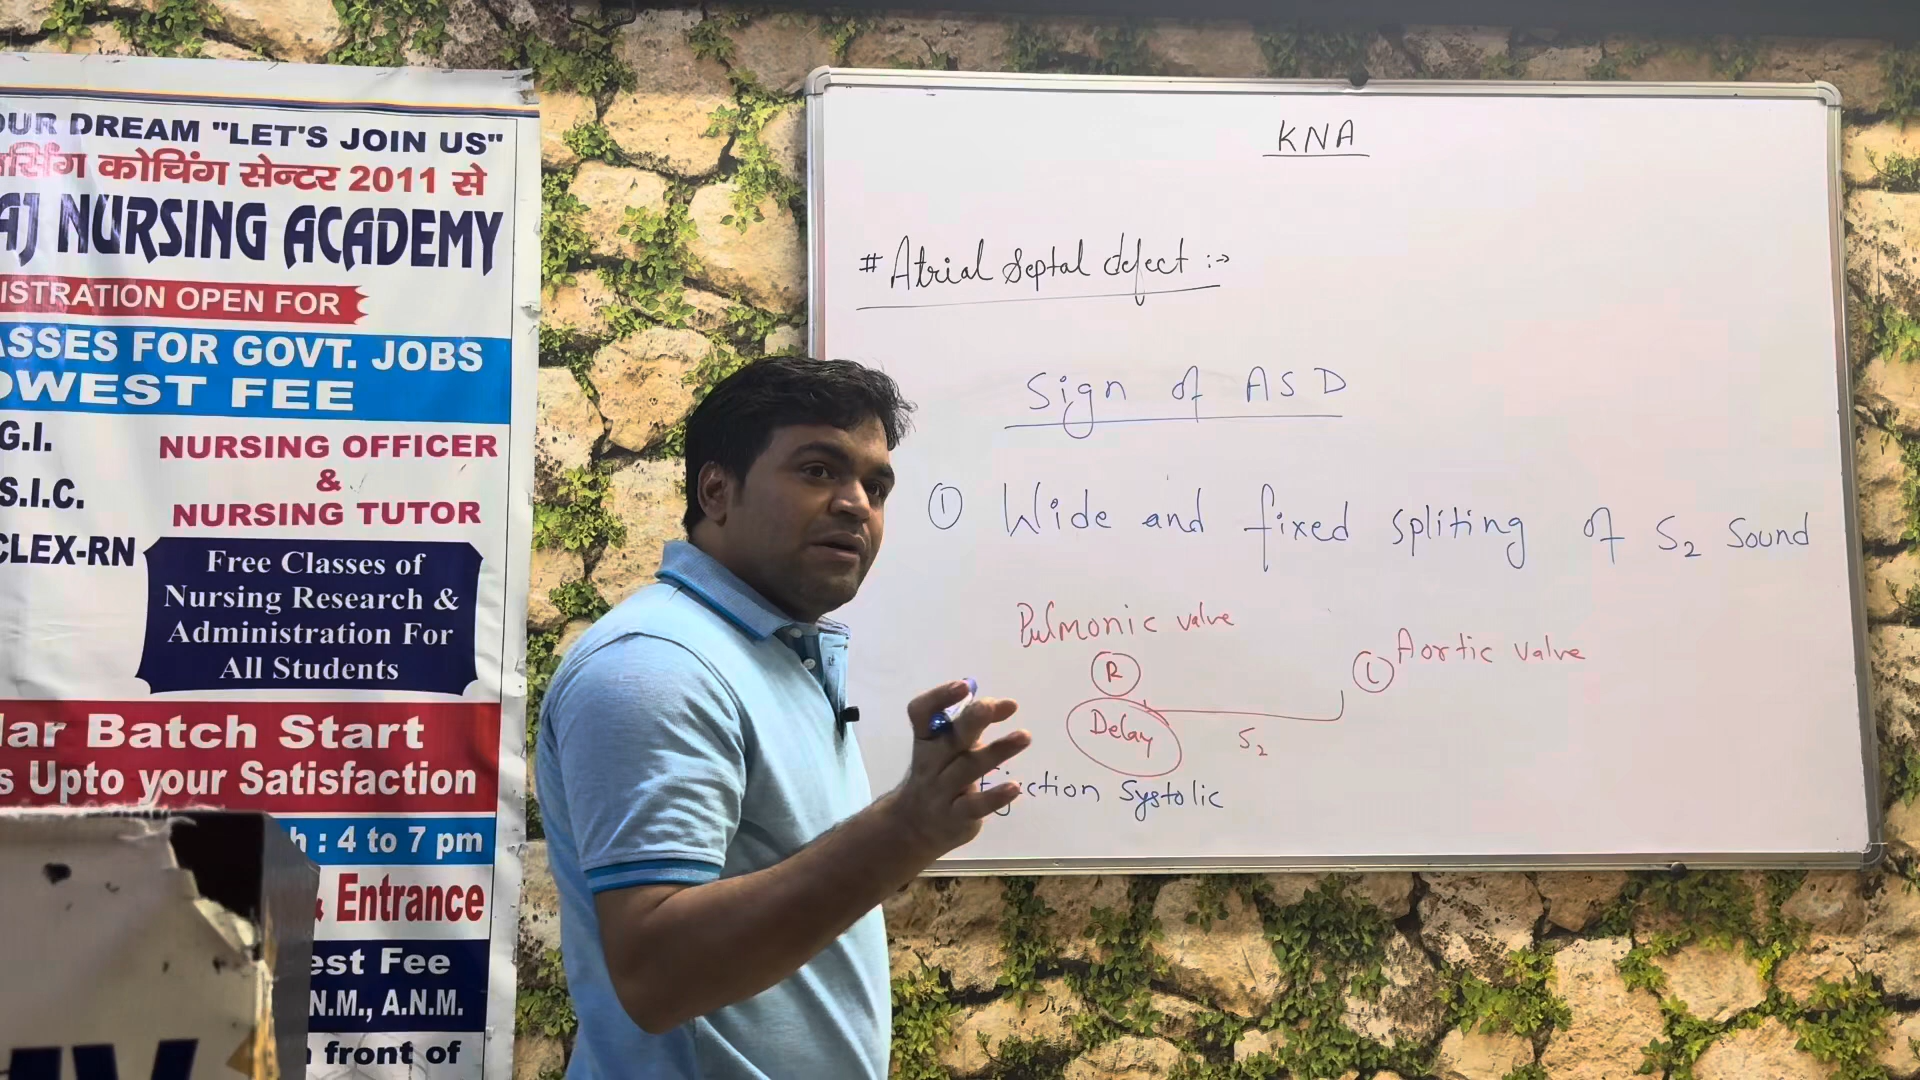 OUR DREAM "LET'S JOIN US"
र्सिंग कोचिंग सेन्टर 2011 से
AJ NURSING ACADEMY
ISTRATION OPEN FOR
ASSES FOR GOVT. JOBS
OWEST FEE
G.I.
S.I.C.
CLEX-RN
NURSING OFFICER
&
NURSING TUTOR
Free Classes of
Nursing Research &
Administration For
All Students
lar Batch Start
s Upto your Satisfaction
h : 4 to 7 pm
& Entrance
est Fee
N.M., A.N.M.
front of
KNA
# Atrial Septal defect :->
Sign of ASD
① Wide and fixed spliting of S₂ Sound
Pulmonic valve
R
Delay
S₂
L Aortic valve
Ejection Systolic